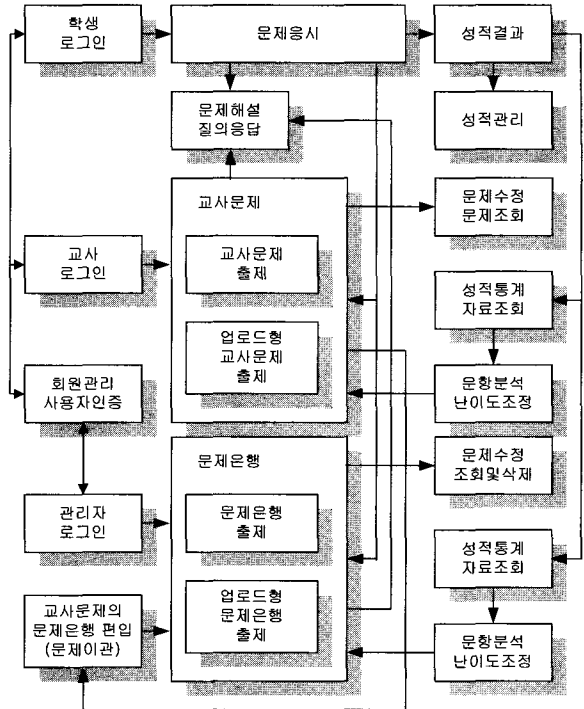 학생
로그인
문제응시
성적결과
문제해설
질의응답
성적관리
교사문제
문제수정
문제조회
교사
로그인
교사문제
출제
성적통계
자료조회
업로드형
교사문제
출제
회원관리
사용자인증
문항분석
난이도조정
문제은행
문제수정
조회및삭제
관리자
로그인
문제은행
출제
성적통계
자료조회
교사문제의
문제은행 편입
(문제이관)
업로드형
문제은행
출제
문항분석
난이도조정